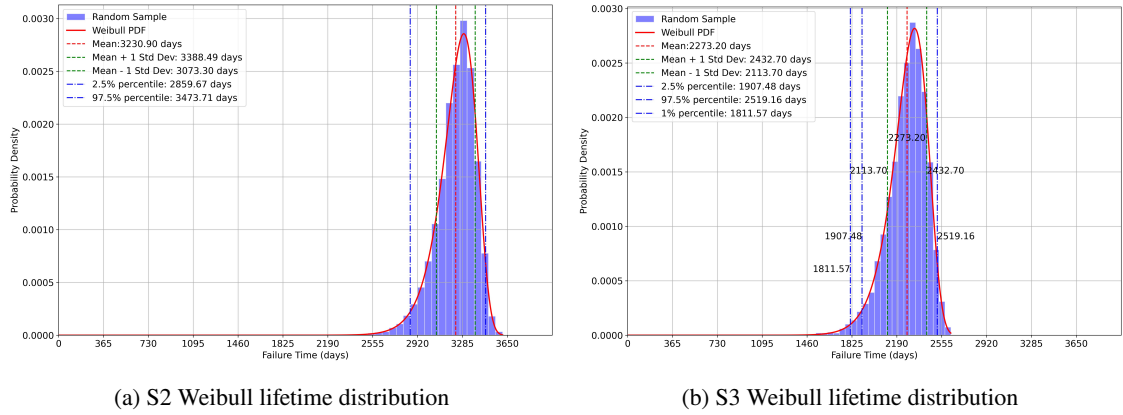 Random Sample
Weibull PDF
Mean:3230.90 days
Mean + 1 Std Dev: 3388.49 days
Mean - 1 Std Dev: 3073.30 days
2.5% percentile: 2859.67 days
97.5% percentile: 3473.71 days
0.0030
0.0025
0.0020
0.0015
0.0010
0.0005
0.0000
Probability Density
0 365 730 1095 1460 1825 2190 2555 2920 3285 3650
Failure Time (days)
(a) S2 Weibull lifetime distribution
Random Sample
Weibull PDF
Mean:2273.20 days
Mean + 1 Std Dev: 2432.70 days
Mean - 1 Std Dev: 2113.70 days
2.5% percentile: 1907.48 days
97.5% percentile: 2519.16 days
1% percentile: 1811.57 days
2273.20
2113.70
2432.70
1907.48
2519.16
1811.57
0.0030
0.0025
0.0020
0.0015
0.0010
0.0005
0.0000
Probability Density
0 365 730 1095 1460 1825 2190 2555 2920 3285 3650
Failure Time (days)
(b) S3 Weibull lifetime distribution